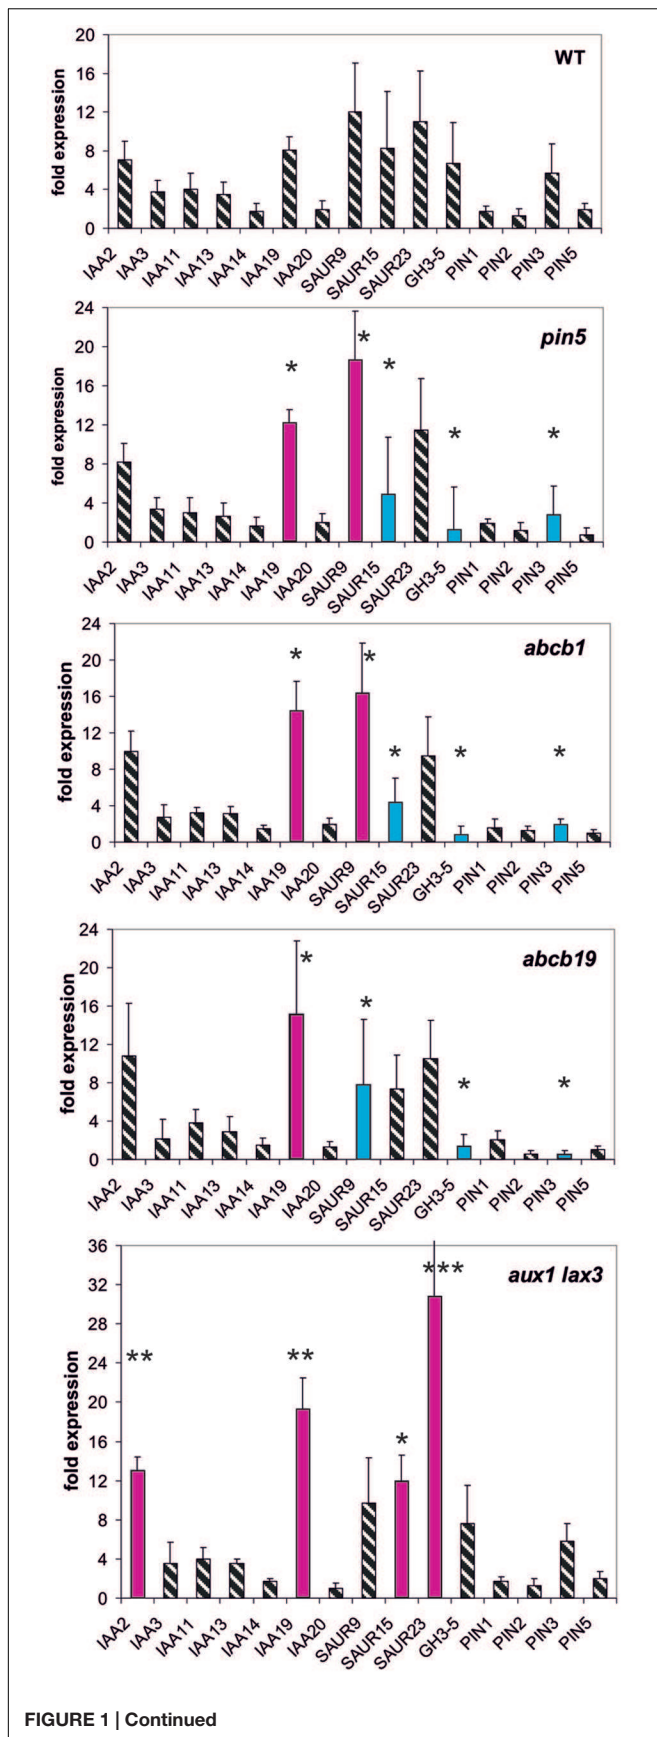 WT
fold expression
20
16
12
8
4
0
IAA2 IAA3 IAA11 IAA13 IAA14 IAA19 IAA20 SAUR9 SAUR15 SAUR23 GH3-5 PIN1 PIN2 PIN3 PIN5
pin5
fold expression
24
20
16
12
8
4
0
* * * * *
IAA2 IAA3 IAA11 IAA13 IAA14 IAA19 IAA20 SAUR9 SAUR15 SAUR23 GH3-5 PIN1 PIN2 PIN3 PIN5
abcb1
fold expression
24
20
16
12
8
4
0
* * * * *
IAA2 IAA3 IAA11 IAA13 IAA14 IAA19 IAA20 SAUR9 SAUR15 SAUR23 GH3-5 PIN1 PIN2 PIN3 PIN5
abcb19
fold expression
24
20
16
12
8
4
0
* * * *
IAA2 IAA3 IAA11 IAA13 IAA14 IAA19 IAA20 SAUR9 SAUR15 SAUR23 GH3-5 PIN1 PIN2 PIN3 PIN5
aux1 lax3
fold expression
36
32
28
24
20
16
12
8
4
0
** ** * ***
IAA2 IAA3 IAA11 IAA13 IAA14 IAA19 IAA20 SAUR9 SAUR15 SAUR23 GH3-5 PIN1 PIN2 PIN3 PIN5
FIGURE 1 | Continued